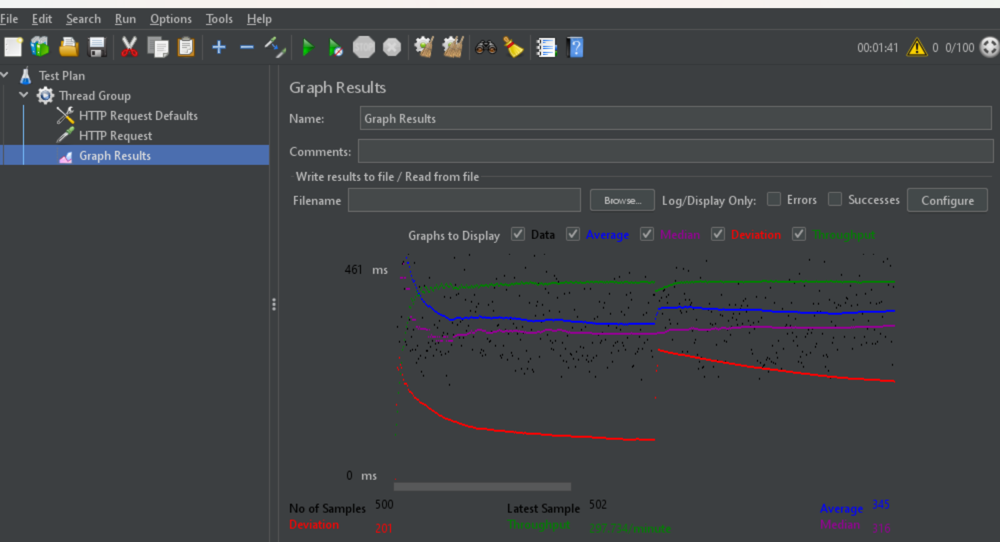 File Edit Search Run Options Tools Help
STOP
00:01:41 0 0/100
Test Plan
Thread Group
HTTP Request Defaults
HTTP Request
Graph Results
Graph Results
Name: Graph Results
Comments:
Write results to file / Read from file
Filename Browse... Log/Display Only: Errors Successes Configure
Graphs to Display Data Average Median Deviation Throughput
461 ms
0 ms
No of Samples 500 Latest Sample 502 Average 345
Deviation 201 Throughput 297.734/minute Median 316